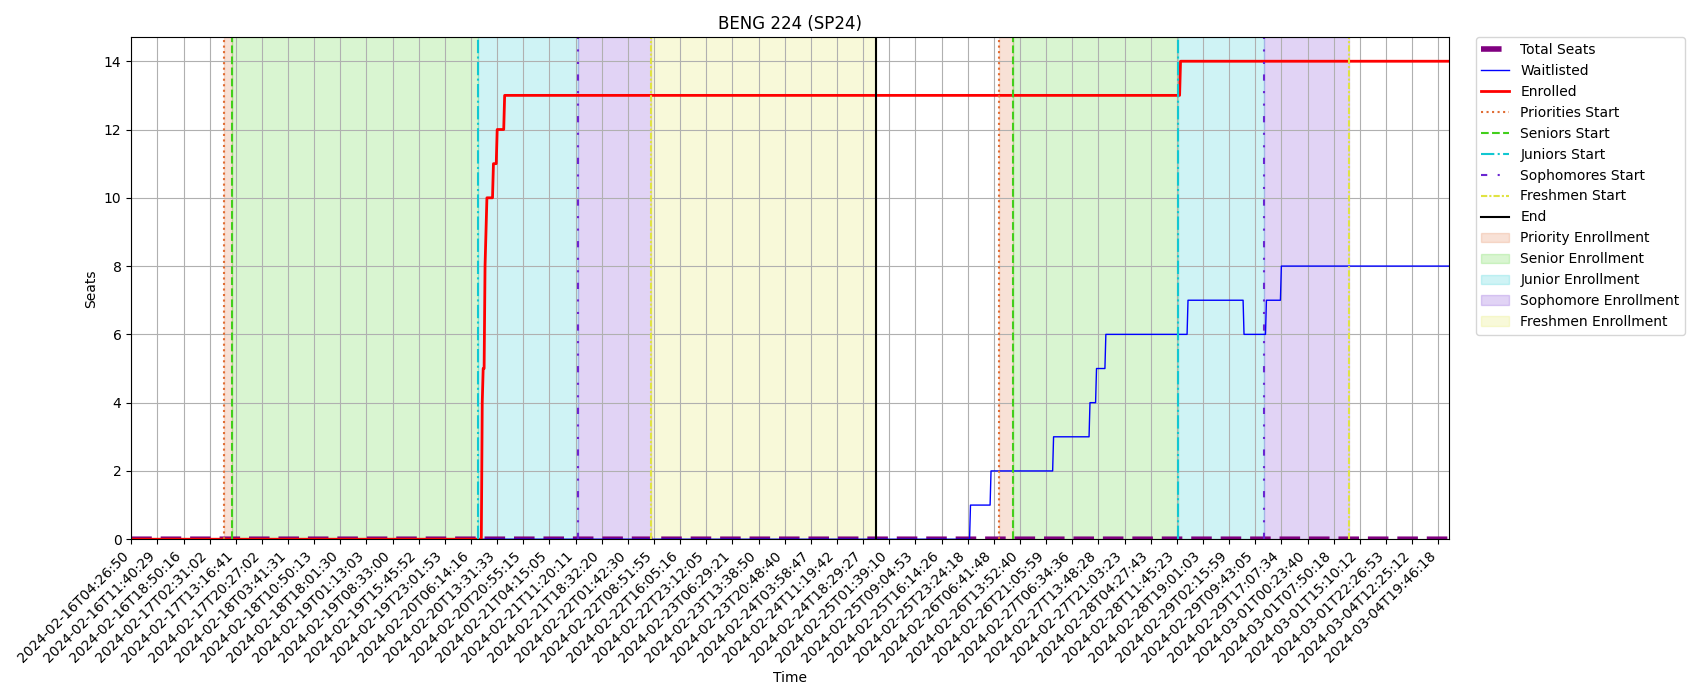 BENG 224 (SP24)
Seats
14
12
10
8
6
4
2
0
2024-02-16T04:26:50
2024-02-16T11:40:29
2024-02-16T18:50:16
2024-02-17T02:31:02
2024-02-17T13:16:41
2024-02-17T20:27:02
2024-02-18T03:41:31
2024-02-18T10:50:13
2024-02-18T18:01:30
2024-02-19T01:13:03
2024-02-19T08:33:00
2024-02-19T15:45:52
2024-02-19T23:01:53
2024-02-20T06:14:16
2024-02-20T13:31:33
2024-02-20T20:55:15
2024-02-21T04:15:05
2024-02-21T11:20:11
2024-02-21T18:32:20
2024-02-22T01:42:30
2024-02-22T08:51:55
2024-02-22T16:05:16
2024-02-22T23:12:05
2024-02-23T06:29:21
2024-02-23T13:38:50
2024-02-23T20:48:40
2024-02-24T03:58:47
2024-02-24T11:19:42
2024-02-24T18:29:27
2024-02-25T01:39:10
2024-02-25T09:04:53
2024-02-25T16:14:26
2024-02-25T23:24:18
2024-02-26T06:41:48
2024-02-26T13:52:40
2024-02-26T21:05:59
2024-02-27T06:34:36
2024-02-27T13:48:28
2024-02-27T21:03:23
2024-02-28T04:27:43
2024-02-28T11:45:23
2024-02-28T19:01:03
2024-02-29T02:15:59
2024-02-29T09:43:05
2024-02-29T17:07:34
2024-03-01T00:23:40
2024-03-01T07:50:18
2024-03-01T15:10:12
2024-03-01T22:26:53
2024-03-04T12:25:12
2024-03-04T19:46:18
Time
Total Seats
Waitlisted
Enrolled
Priorities Start
Seniors Start
Juniors Start
Sophomores Start
Freshmen Start
End
Priority Enrollment
Senior Enrollment
Junior Enrollment
Sophomore Enrollment
Freshmen Enrollment